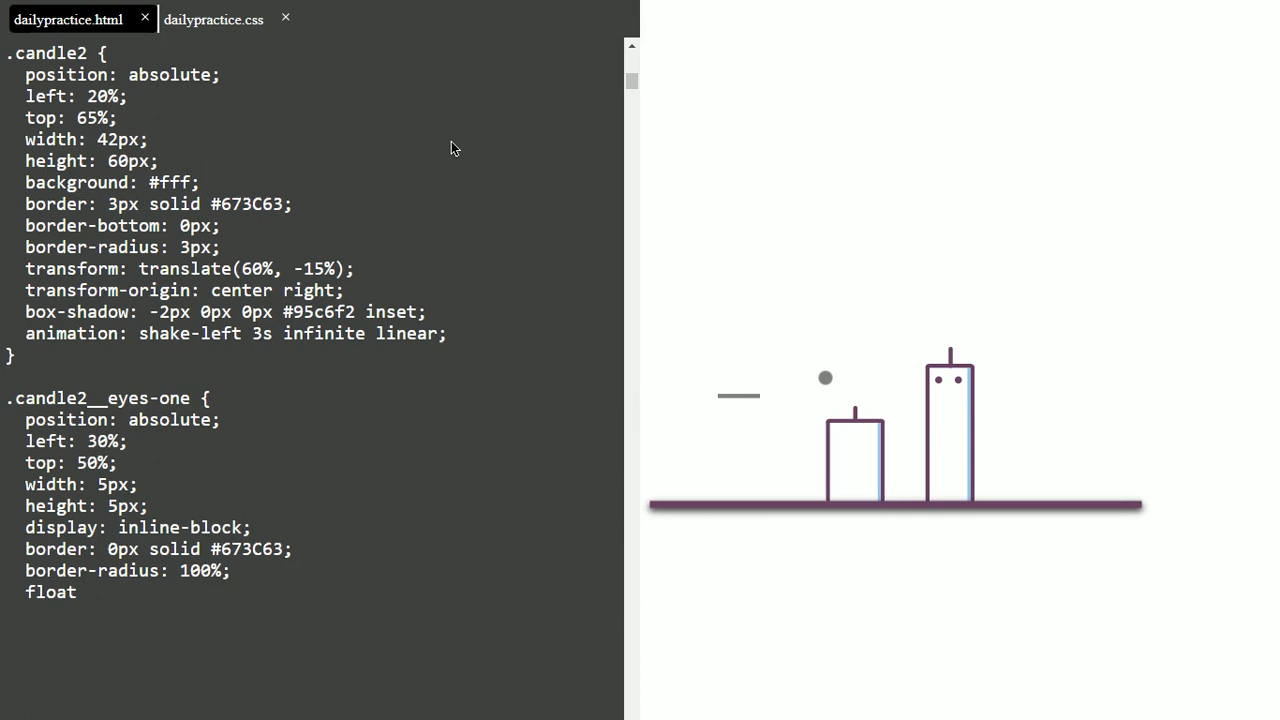 dailypractice.html × dailypractice.css ×
.candle2 {
position: absolute;
left: 20%;
top: 65%;
width: 42px;
height: 60px;
background: #fff;
border: 3px solid #673C63;
border-bottom: 0px;
border-radius: 3px;
transform: translate(60%, -15%);
transform-origin: center right;
box-shadow: -2px 0px 0px #95c6f2 inset;
animation: shake-left 3s infinite linear;
}
.candle2__eyes-one {
position: absolute;
left: 30%;
top: 50%;
width: 5px;
height: 5px;
display: inline-block;
border: 0px solid #673C63;
border-radius: 100%;
float